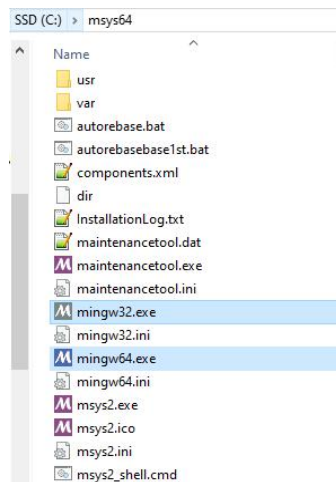 SSD (C:) > msys64
Name
usr
var
autorebase.bat
autorebasebase1st.bat
components.xml
dir
InstallationLog.txt
maintenancetool.dat
maintenancetool.exe
maintenancetool.ini
mingw32.exe
mingw32.ini
mingw64.exe
mingw64.ini
msys2.exe
msys2.ico
msys2.ini
msys2_shell.cmd